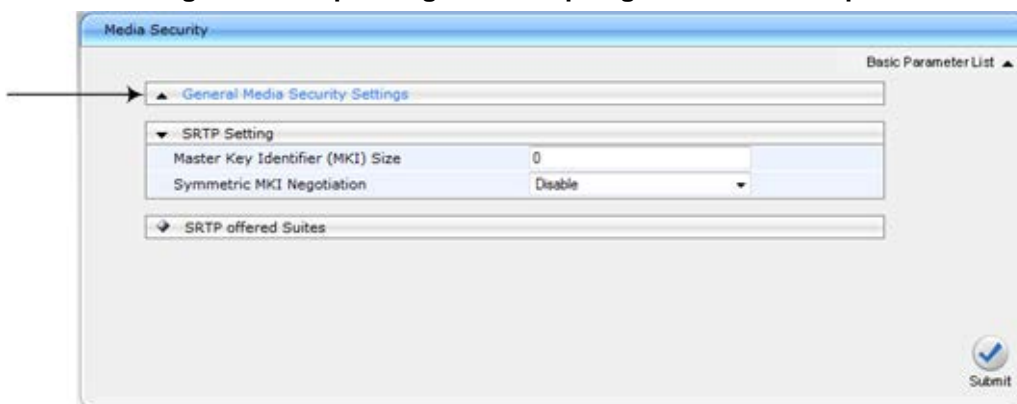 Media Security
Basic Parameter List ▲
▲ General Media Security Settings
▼ SRTP Setting
Master Key Identifier (MKI) Size 0
Symmetric MKI Negotiation Disable
SRTP offered Suites
Submit